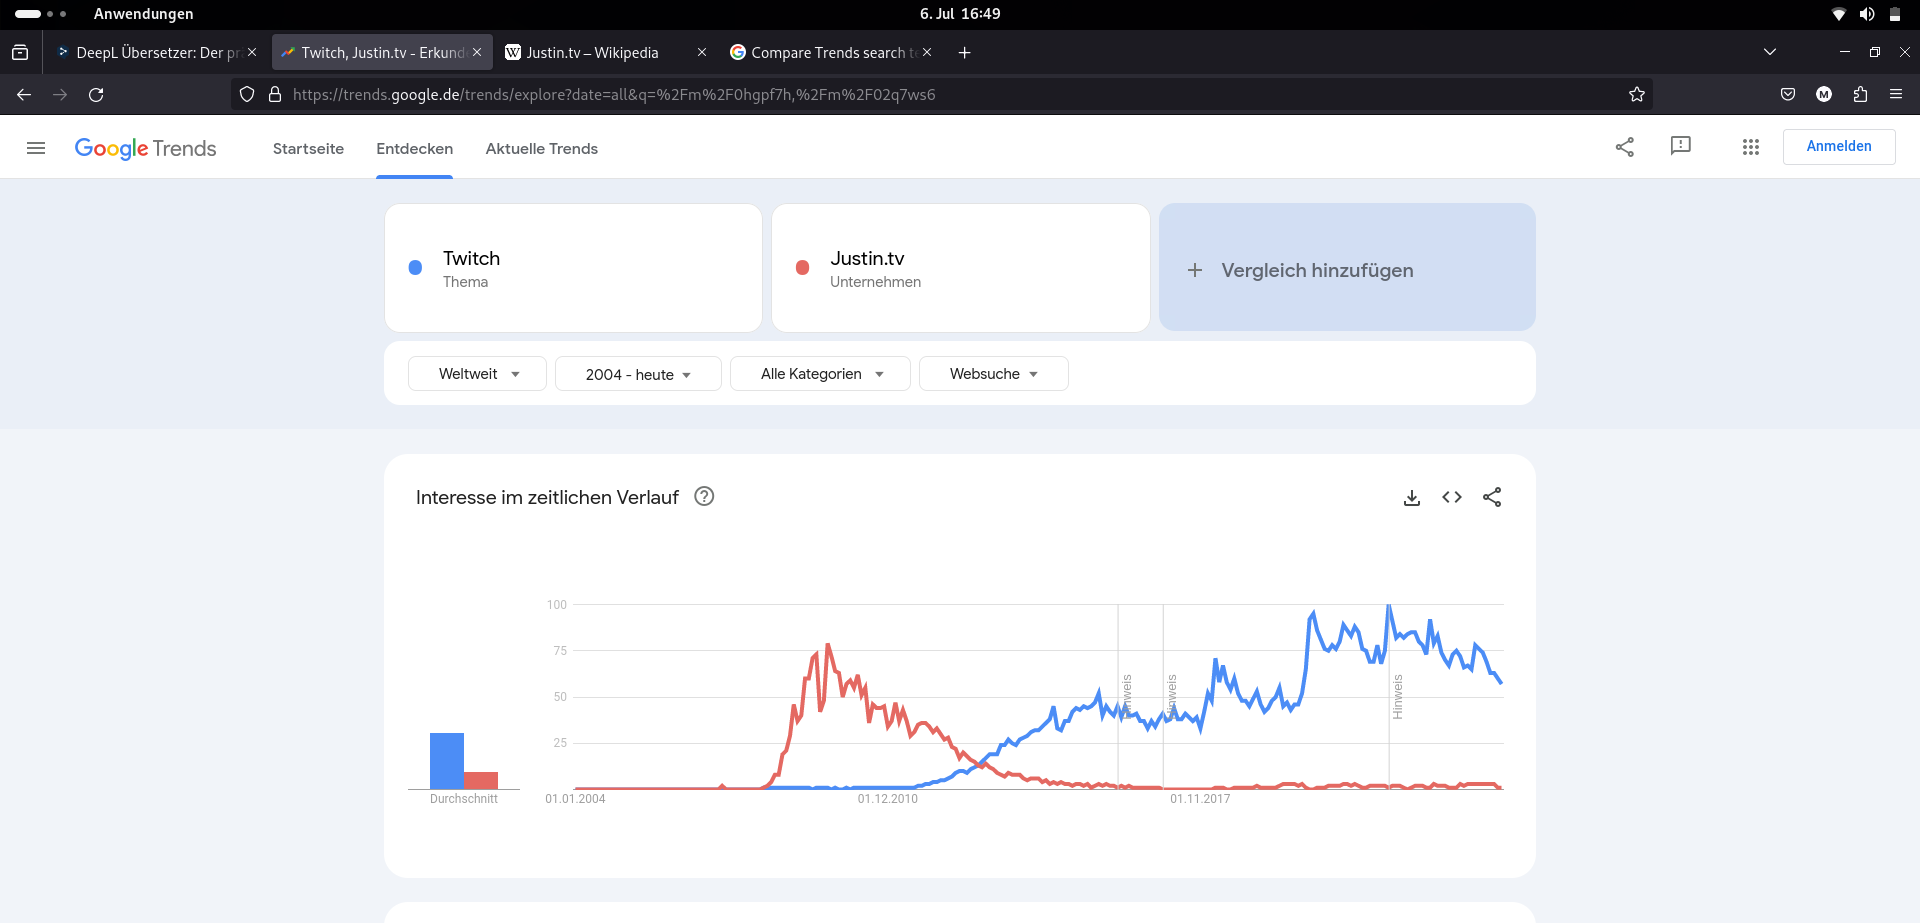 Anwendungen
6. Jul 16:49
DeepL Übersetzer: Der pr
Twitch, Justin.tv - Erkund
Justin.tv – Wikipedia
Compare Trends search te
https://trends.google.de/trends/explore?date=all&q=%2Fm%2F0hgpf7h,%2Fm%2F02q7ws6
M
Google Trends
Startseite
Entdecken
Aktuelle Trends
Anmelden
Twitch
Thema
Justin.tv
Unternehmen
+ Vergleich hinzufügen
Weltweit
2004 - heute
Alle Kategorien
Websuche
Interesse im zeitlichen Verlauf
100
75
50
25
Hinweis
Hinweis
Hinweis
Durchschnitt
01.01.2004
01.12.2010
01.11.2017